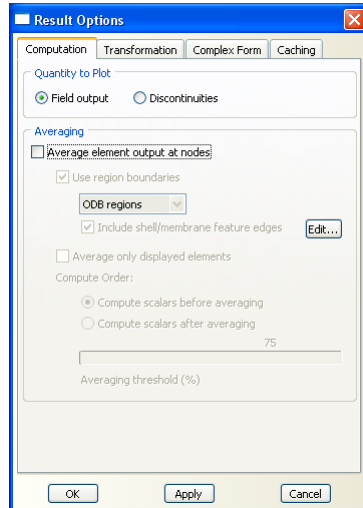 Result Options
Computation Transformation Complex Form Caching
Quantity to Plot
Field output Discontinuities
Averaging
Average element output at nodes
Use region boundaries
ODB regions
Include shell/membrane feature edges Edit...
Average only displayed elements
Compute Order:
Compute scalars before averaging
Compute scalars after averaging
75
Averaging threshold (%)
OK Apply Cancel